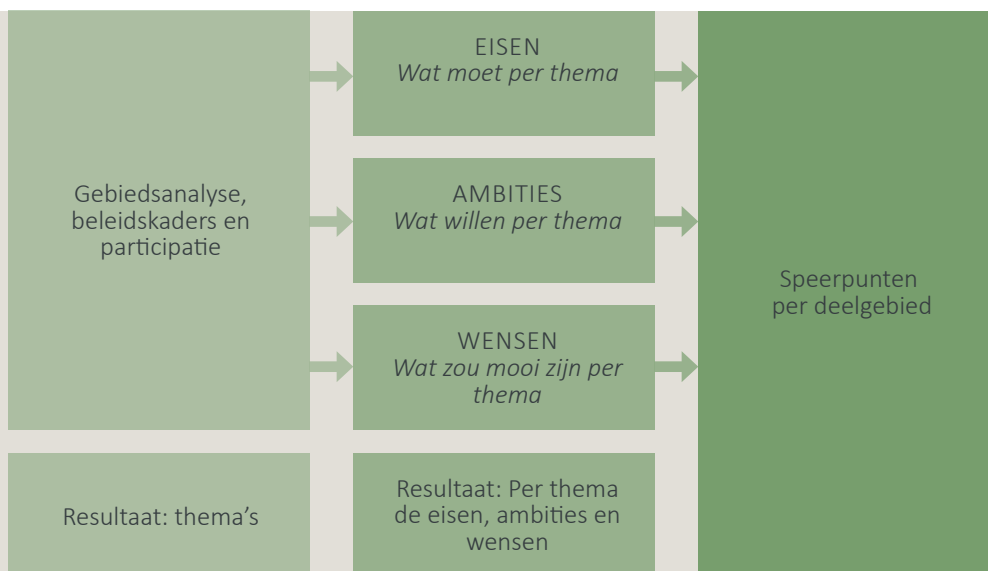 Gebiedsanalyse,
beleidskaders en
participatie
Resultaat: thema's
EISEN
Wat moet per thema
AMBITIES
Wat willen per thema
WENSEN
Wat zou mooi zijn per
thema
Resultaat: Per thema
de eisen, ambities en
wensen
Speerpunten
per deelgebied